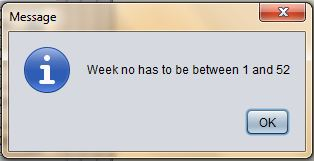 Message
Week no has to be between 1 and 52
OK